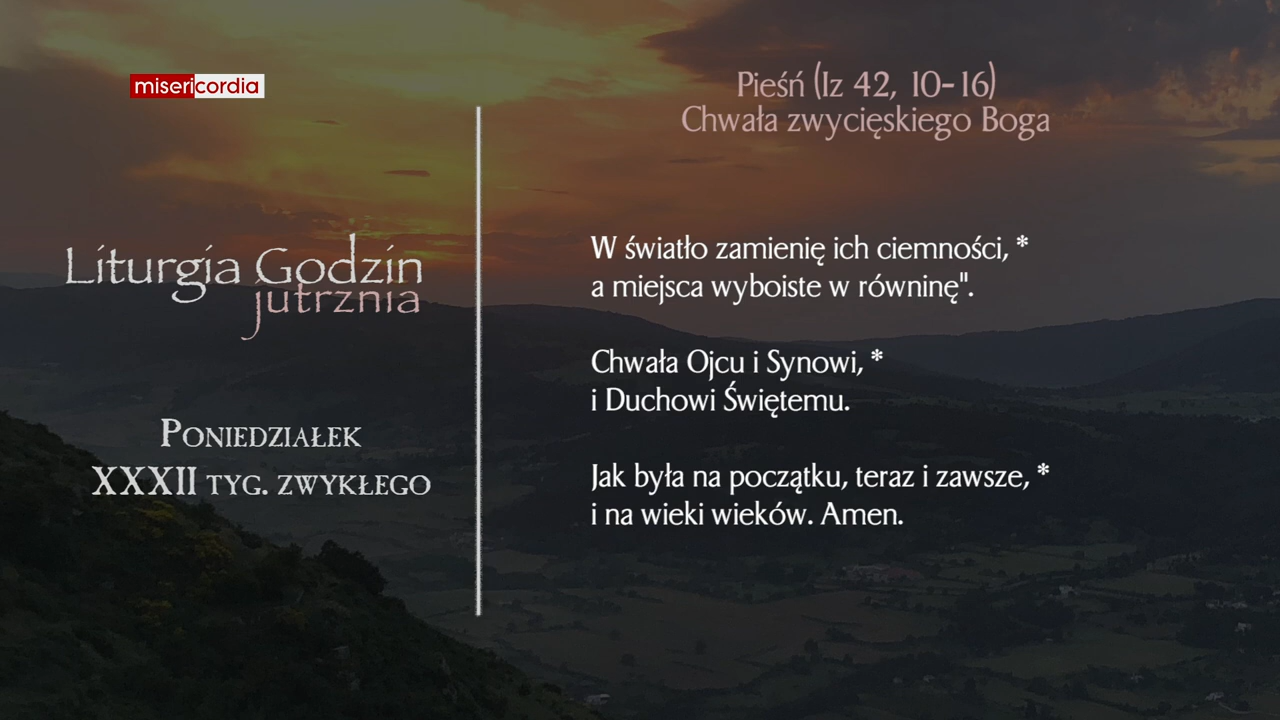 misericordia
Liturgia Godzin
jutrznia
Poniedziałek
XXXII tyg. zwykłego
Pieśń (Iz 42, 10-16)
Chwała zwycięskiego Boga
W światło zamienię ich ciemności, *
a miejsca wyboiste w równinę".
Chwała Ojcu i Synowi, *
i Duchowi Świętemu.
Jak była na początku, teraz i zawsze, *
i na wieki wieków. Amen.